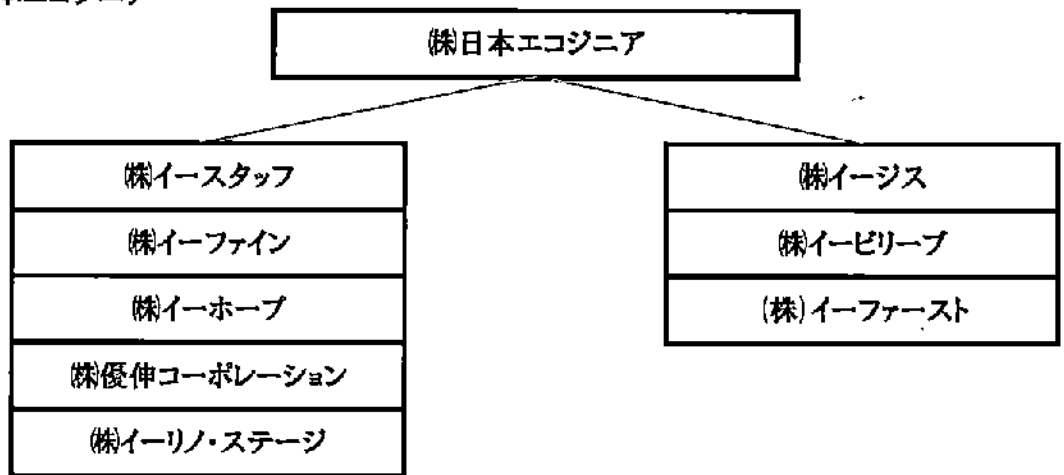 ㈱日本エコジニア
㈱イースタッフ
㈱イーファイン
㈱イーホープ
㈱優伸コーポレーション
㈱イーリノ・ステージ
㈱イージス
㈱イービリーブ
(株)イーファースト